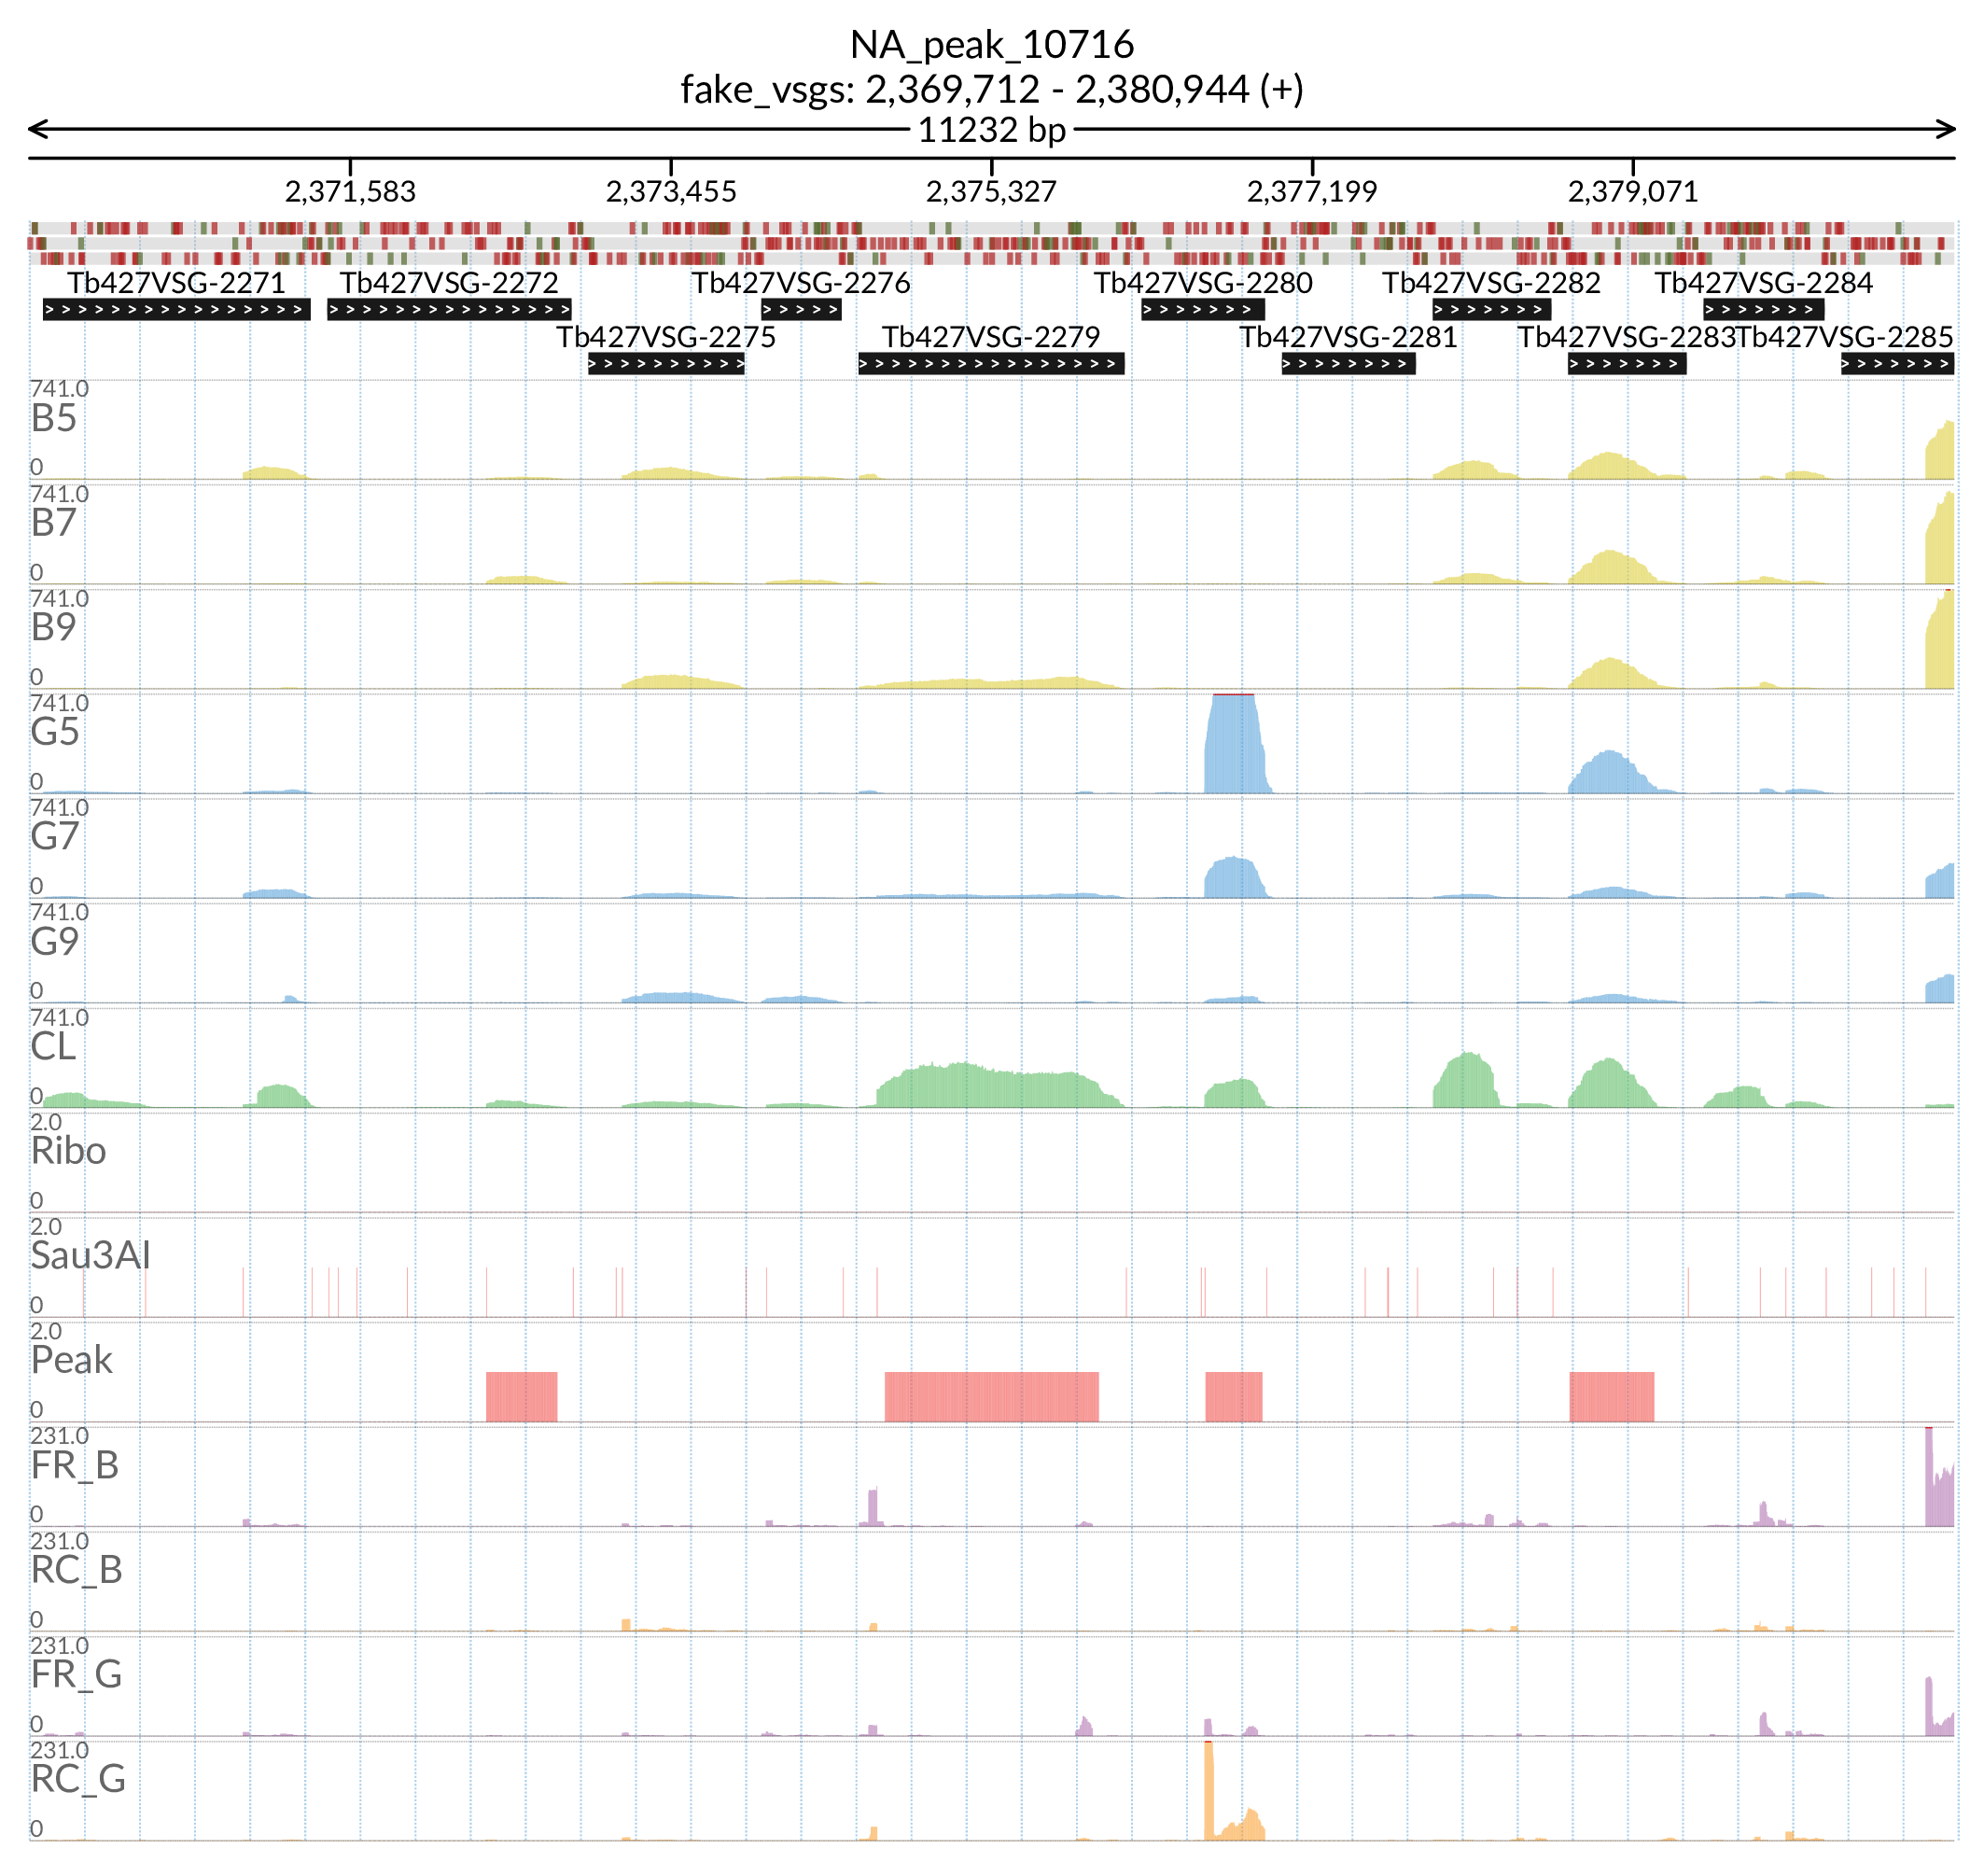 NA_peak_10716
fake_vsgs: 2,369,712 - 2,380,944 (+)
11232 bp
2,371,583 2,373,455 2,375,327 2,377,199 2,379,071
Tb427VSG-2271 Tb427VSG-2272 Tb427VSG-2276 Tb427VSG-2280 Tb427VSG-2282 Tb427VSG-2284
Tb427VSG-2275 Tb427VSG-2279 Tb427VSG-2281 Tb427VSG-2283 Tb427VSG-2285
741.0
B5
0
741.0
B7
0
741.0
B9
0
741.0
G5
0
741.0
G7
0
741.0
G9
0
741.0
CL
0
2.0
Ribo
0
2.0
Sau3AI
0
2.0
Peak
0
231.0
FR_B
0
231.0
RC_B
0
231.0
FR_G
0
231.0
RC_G
0